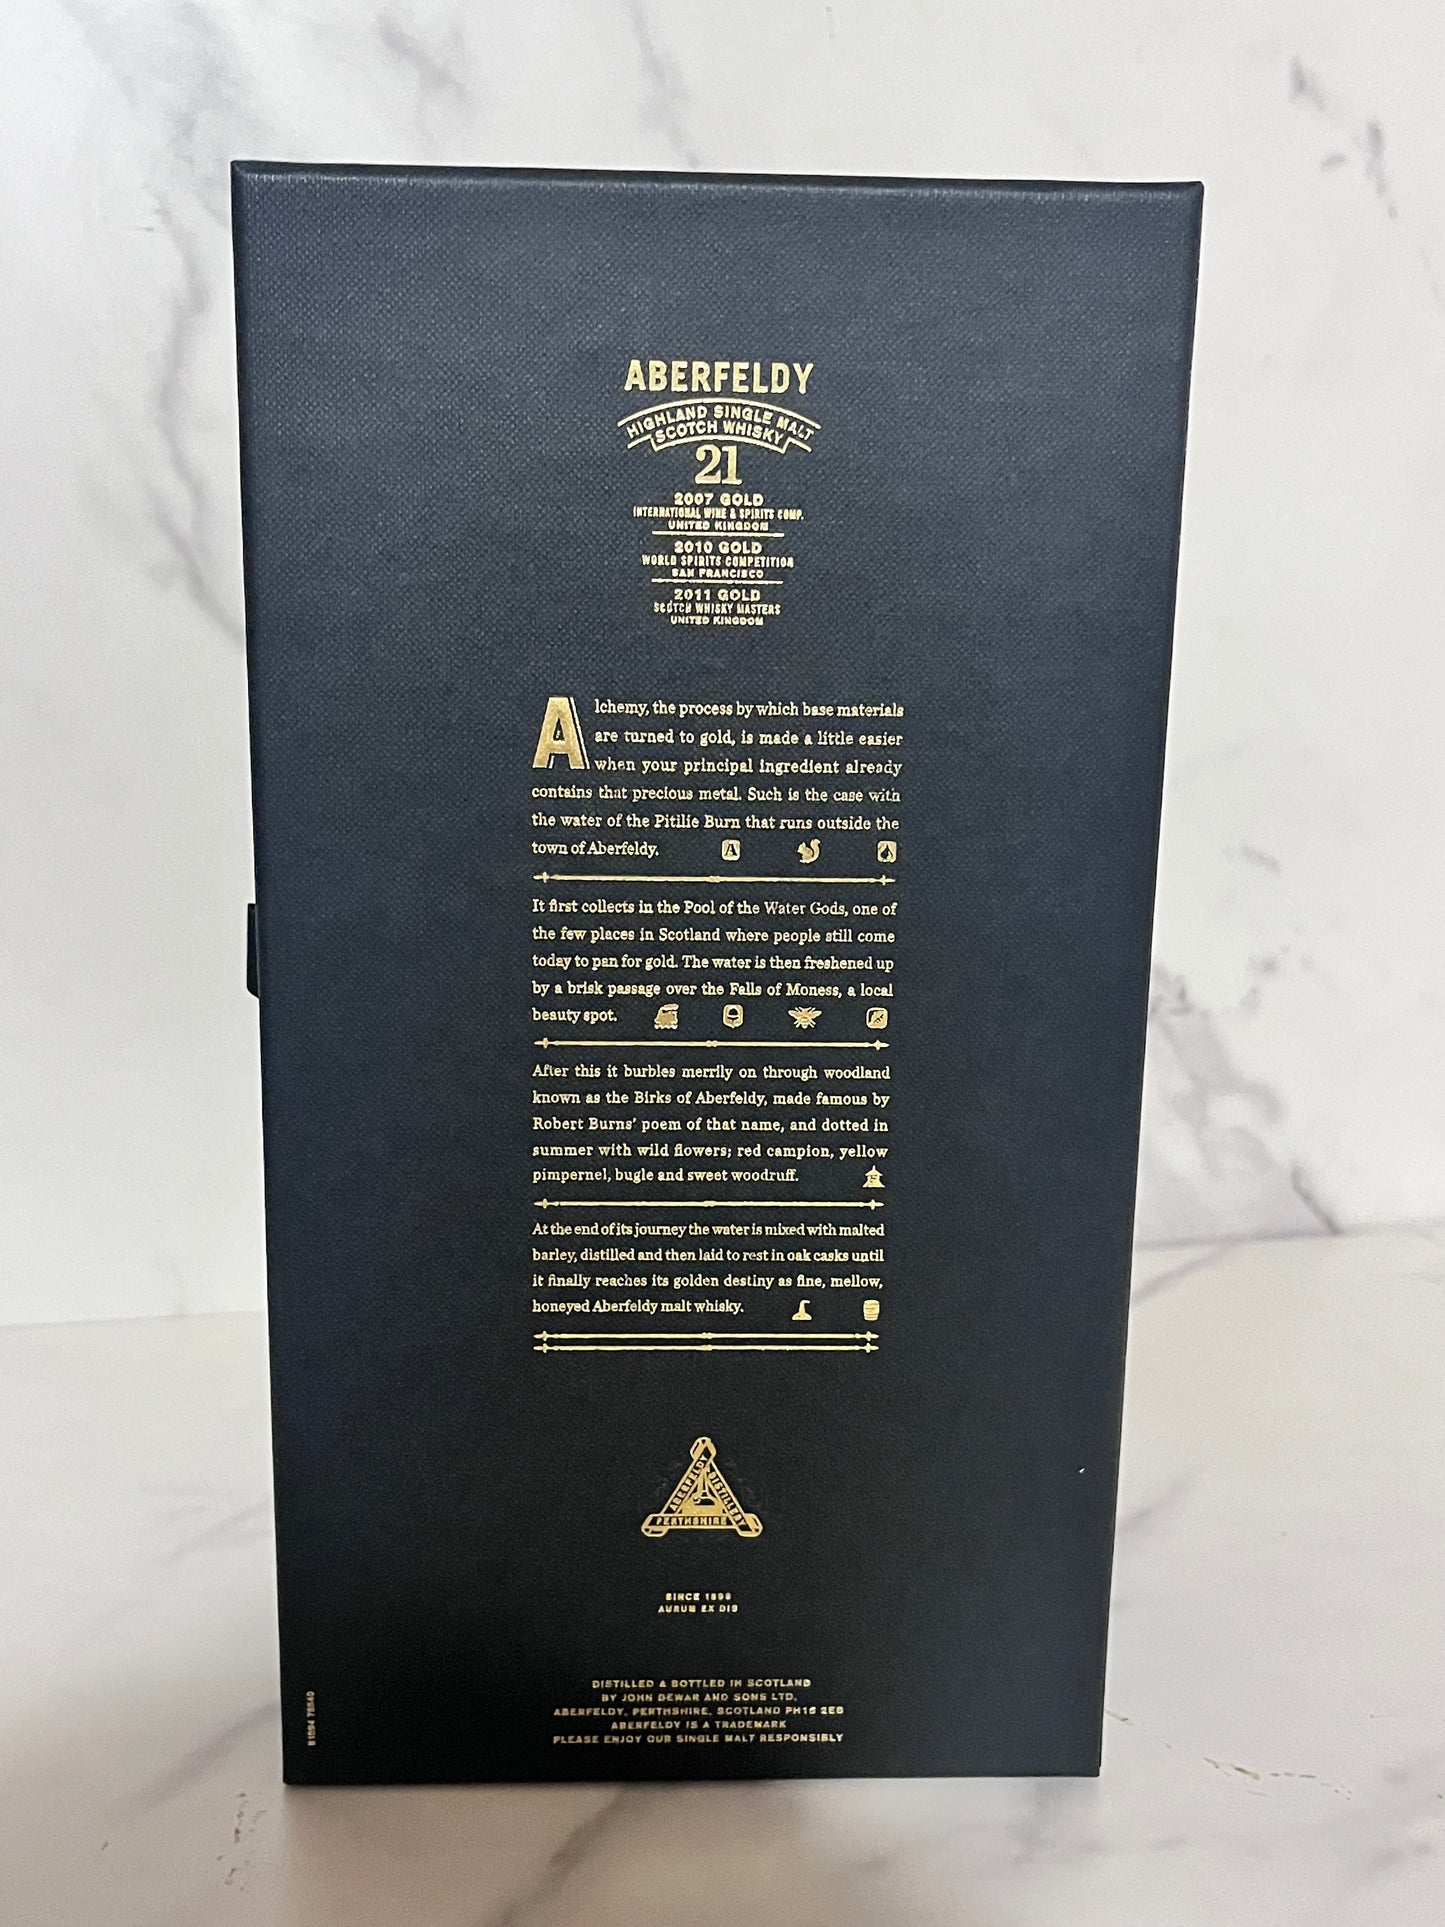 ABERFELDY
HIGHLAND SINGLE MALT
SCOTCH WHISKY
21
2007 GOLD
INTERNATIONAL WINE & SPIRITS COMP.
UNITED KINGDOM
2010 GOLD
WORLD SPIRITS COMPETITION
SAN FRANCISCO
2011 GOLD
SCOTCH WHISKY MASTERS
UNITED KINGDOM
Alchemy, the process by which base materials
are turned to gold, is made a little easier
when your principal ingredient already
contains that precious metal. Such is the case with
the water of the Pitilie Burn that runs outside the
town of Aberfeldy.
It first collects in the Pool of the Water Gods, one of
the few places in Scotland where people still come
today to pan for gold. The water is then freshened up
by a brisk passage over the Falls of Moness, a local
beauty spot.
After this it burbles merrily on through woodland
known as the Birks of Aberfeldy, made famous by
Robert Burns' poem of that name, and dotted in
summer with wild flowers; red campion, yellow
pimpernel, bugle and sweet woodruff.
At the end of its journey the water is mixed with malted
barley, distilled and then laid to rest in oak casks until
it finally reaches its golden destiny as fine, mellow,
honeyed Aberfeldy malt whisky.
ABERFELDY
DISTILLERY
PERTHSHIRE
SINCE 1898
AURUM EX DIS
DISTILLED & BOTTLED IN SCOTLAND
BY JOHN DEWAR AND SONS LTD.
ABERFELDY, PERTHSHIRE, SCOTLAND PH15 2EB
ABERFELDY IS A TRADEMARK
PLEASE ENJOY OUR SINGLE MALT RESPONSIBLY